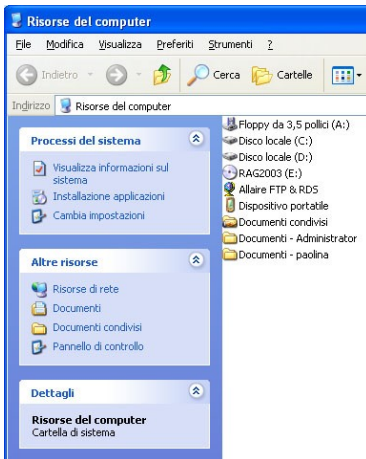 Risorse del computer
File Modifica Visualizza Preferiti Strumenti ?
Indietro Cerca Cartelle
Indirizzo Risorse del computer
Processi del sistema
Visualizza informazioni sul
sistema
Installazione applicazioni
Cambia impostazioni
Altre risorse
Risorse di rete
Documenti
Documenti condivisi
Pannello di controllo
Dettagli
Risorse del computer
Cartella di sistema
Floppy da 3,5 pollici (A:)
Disco locale (C:)
Disco locale (D:)
RAG2003 (E:)
Allaire FTP & RDS
Dispositivo portatile
Documenti condivisi
Documenti - Administrator
Documenti - paolina